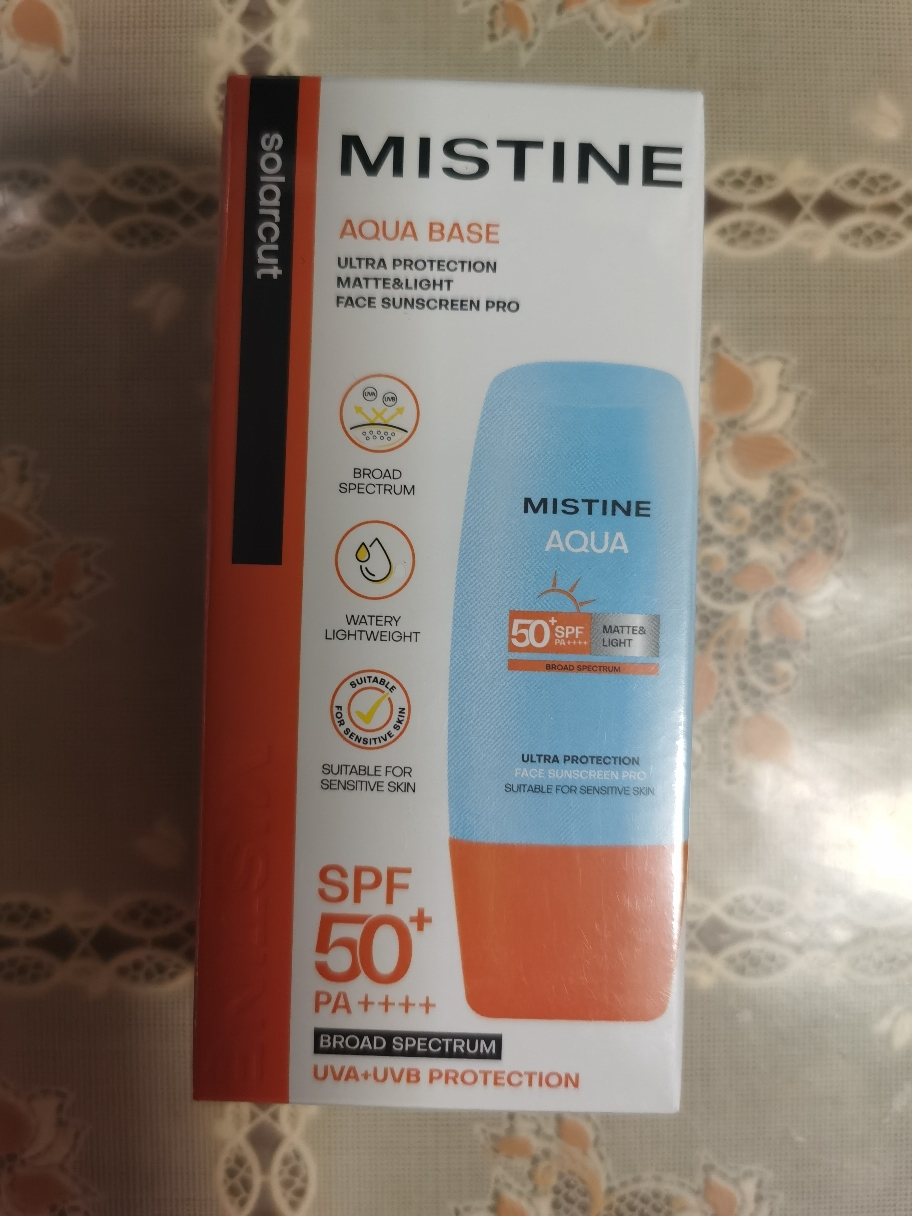 solarcut
MISTINE
AQUA BASE
ULTRA PROTECTION
MATTE&LIGHT
FACE SUNSCREEN PRO
UVA
UVB
BROAD
SPECTRUM
WATERY
LIGHTWEIGHT
SUITABLE
FOR SENSITIVE SKIN
SUITABLE FOR
SENSITIVE SKIN
MISTINE
AQUA
50+ SPF
PA++++
MATTE&
LIGHT
BROAD SPECTRUM
ULTRA PROTECTION
FACE SUNSCREEN PRO
SUITABLE FOR SENSITIVE SKIN
SPF
50+
PA++++
BROAD SPECTRUM
UVA+UVB PROTECTION